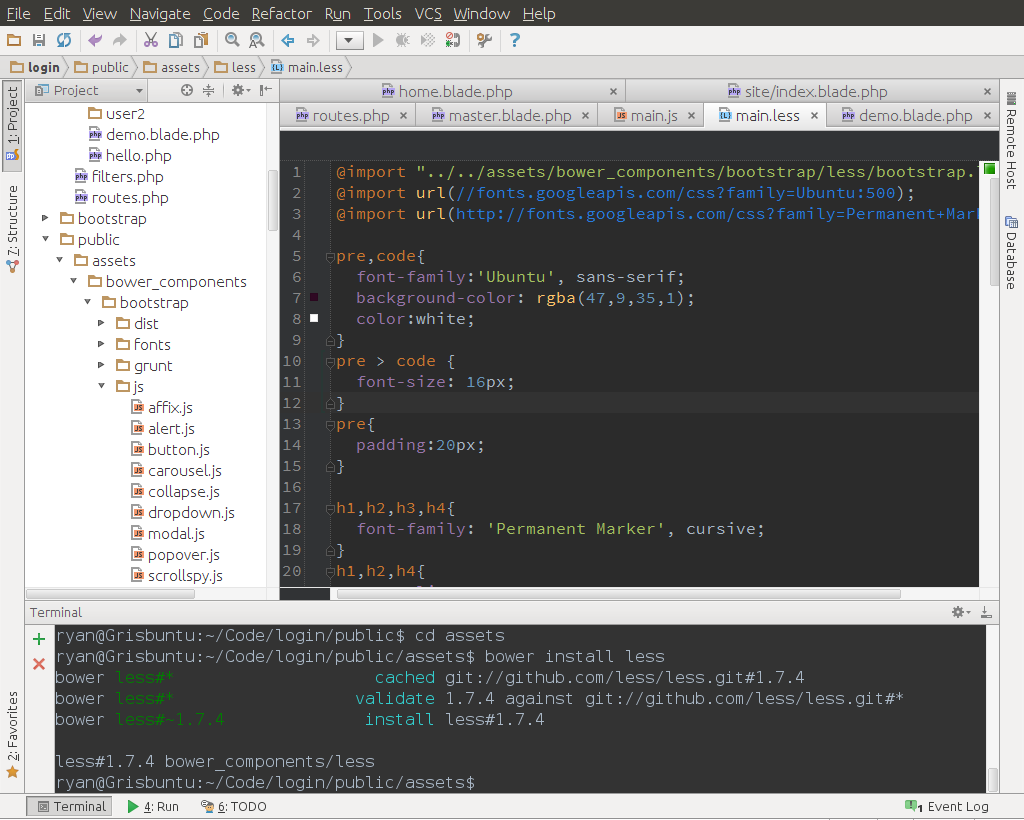 File Edit View Navigate Code Refactor Run Tools VCS Window Help
login public assets less main.less
Project
home.blade.php site/index.blade.php
routes.php master.blade.php main.js main.less demo.blade.php
1: Project
7: Structure
2: Favorites
user2
demo.blade.php
hello.php
filters.php
routes.php
bootstrap
public
assets
bower_components
bootstrap
dist
fonts
grunt
js
affix.js
alert.js
button.js
carousel.js
collapse.js
dropdown.js
modal.js
popover.js
scrollspy.js
1 @import "../../assets/bower_components/bootstrap/less/bootstrap.
2 @import url(//fonts.googleapis.com/css?family=Ubuntu:500);
3 @import url(http://fonts.googleapis.com/css?family=Permanent+Mar
4
5 pre,code{
6 font-family:'Ubuntu', sans-serif;
7 background-color: rgba(47,9,35,1);
8 color:white;
9 }
10 pre > code {
11 font-size: 16px;
12 }
13 pre{
14 padding:20px;
15 }
16
17 h1,h2,h3,h4{
18 font-family: 'Permanent Marker', cursive;
19 }
20 h1,h2,h4{
Remote Host
Database
Terminal
ryan@Grisbuntu:~/Code/login/public$ cd assets
ryan@Grisbuntu:~/Code/login/public/assets$ bower install less
bower less#* cached git://github.com/less/less.git#1.7.4
bower less#* validate 1.7.4 against git://github.com/less/less.git#*
bower less#~1.7.4 install less#1.7.4
less#1.7.4 bower_components/less
ryan@Grisbuntu:~/Code/login/public/assets$
Terminal 4: Run 6: TODO 1 Event Log